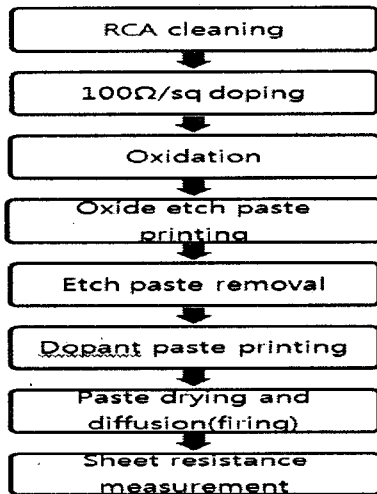 RCA cleaning
100Ω/sq doping
Oxidation
Oxide etch paste
printing
Etch paste removal
Dopant paste printing
Paste drying and
diffusion(firing)
Sheet resistance
measurement